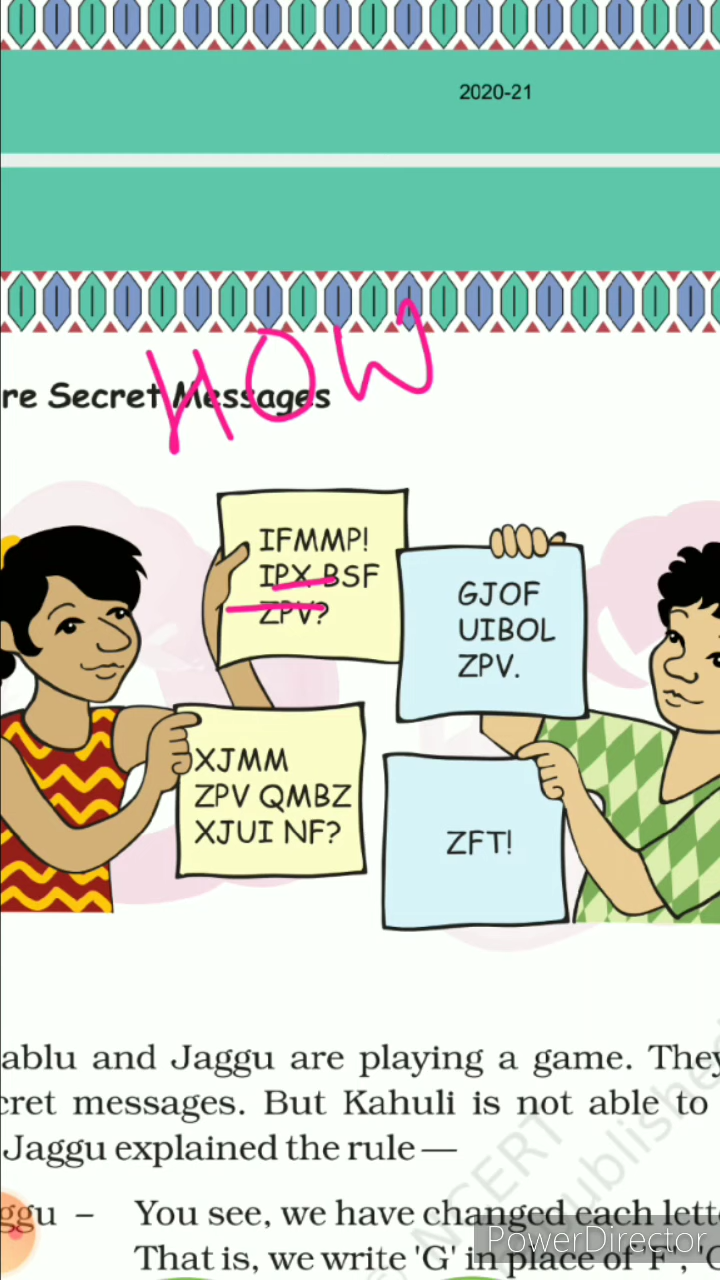 2020-21
re Secret Messages
HOW
IFMMP!
IPX BSF
ZPV?
GJOF
UIBOL
ZPV.
XJMM
ZPV QMBZ
XJUI NF?
ZFT!
ablu and Jaggu are playing a game. They
cret messages. But Kahuli is not able to
Jaggu explained the rule —
ggu – You see, we have changed each lett
That is, we write 'G' in place of 'F', 'G
NCERT
published
PowerDirector